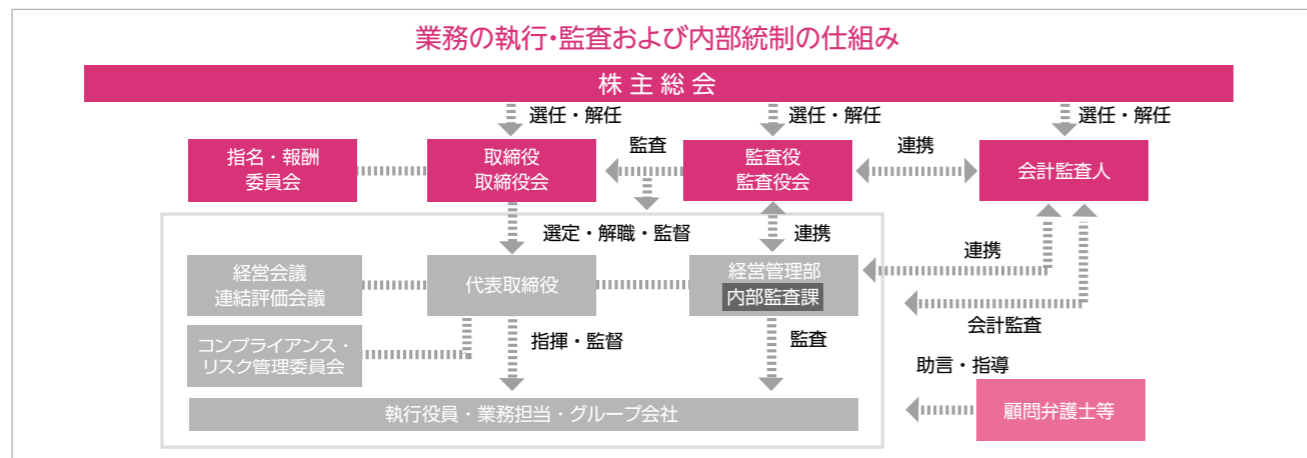 業務の執行・監査および内部統制の仕組み
株主総会
選任・解任
選任・解任
選任・解任
指名・報酬
委員会
取締役
取締役会
監査
監査役
監査役会
連携
会計監査人
選定・解職・監督
連携
経営会議
連結評価会議
代表取締役
経営管理部
内部監査課
連携
会計監査
コンプライアンス・
リスク管理委員会
指揮・監督
監査
助言・指導
執行役員・業務担当・グループ会社
顧問弁護士等